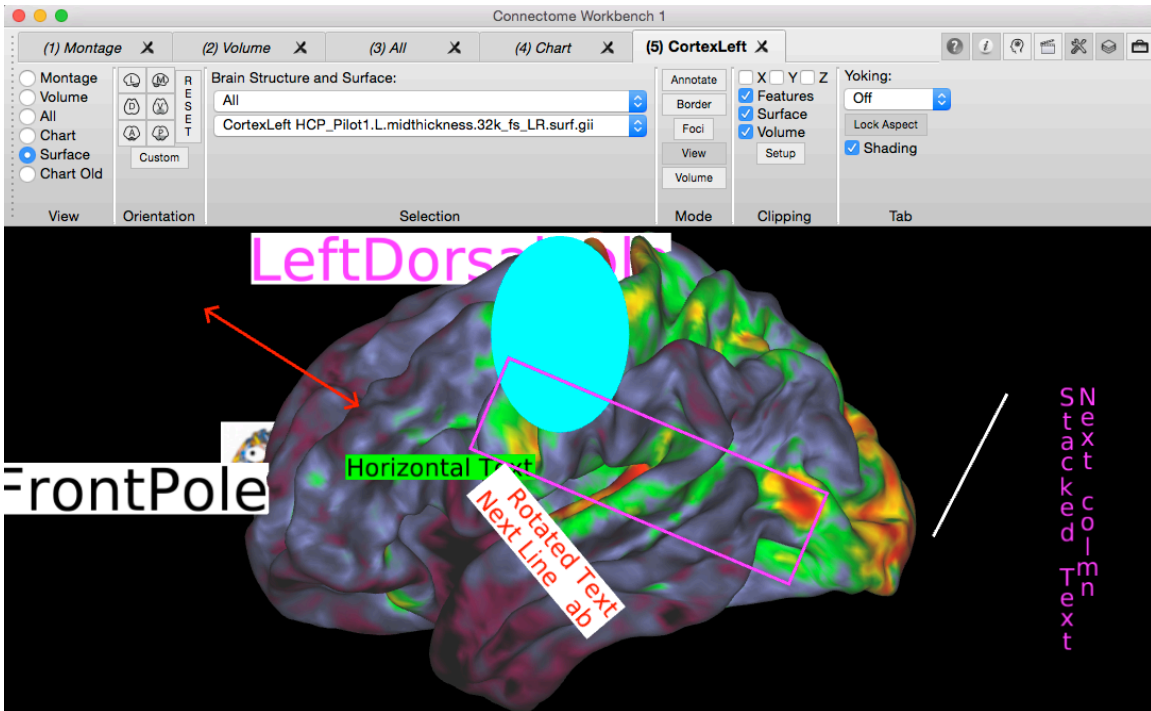 Connectome Workbench 1
(1) Montage
(2) Volume
(3) All
(4) Chart
(5) CortexLeft
Montage
Volume
All
Chart
Surface
Chart Old
View
L
M
D
V
A
P
RESET
Custom
Orientation
Brain Structure and Surface:
All
CortexLeft HCP_Pilot1.L.midthickness.32k_fs_LR.surf.gii
Selection
Annotate
Border
Foci
View
Volume
Mode
X Y Z
Features
Surface
Volume
Setup
Clipping
Yoking:
Off
Lock Aspect
Shading
Tab
LeftDorsal
FrontPole
Horizontal Text
Rotated Text
Next Line ab
Stacked Text
Next colmn